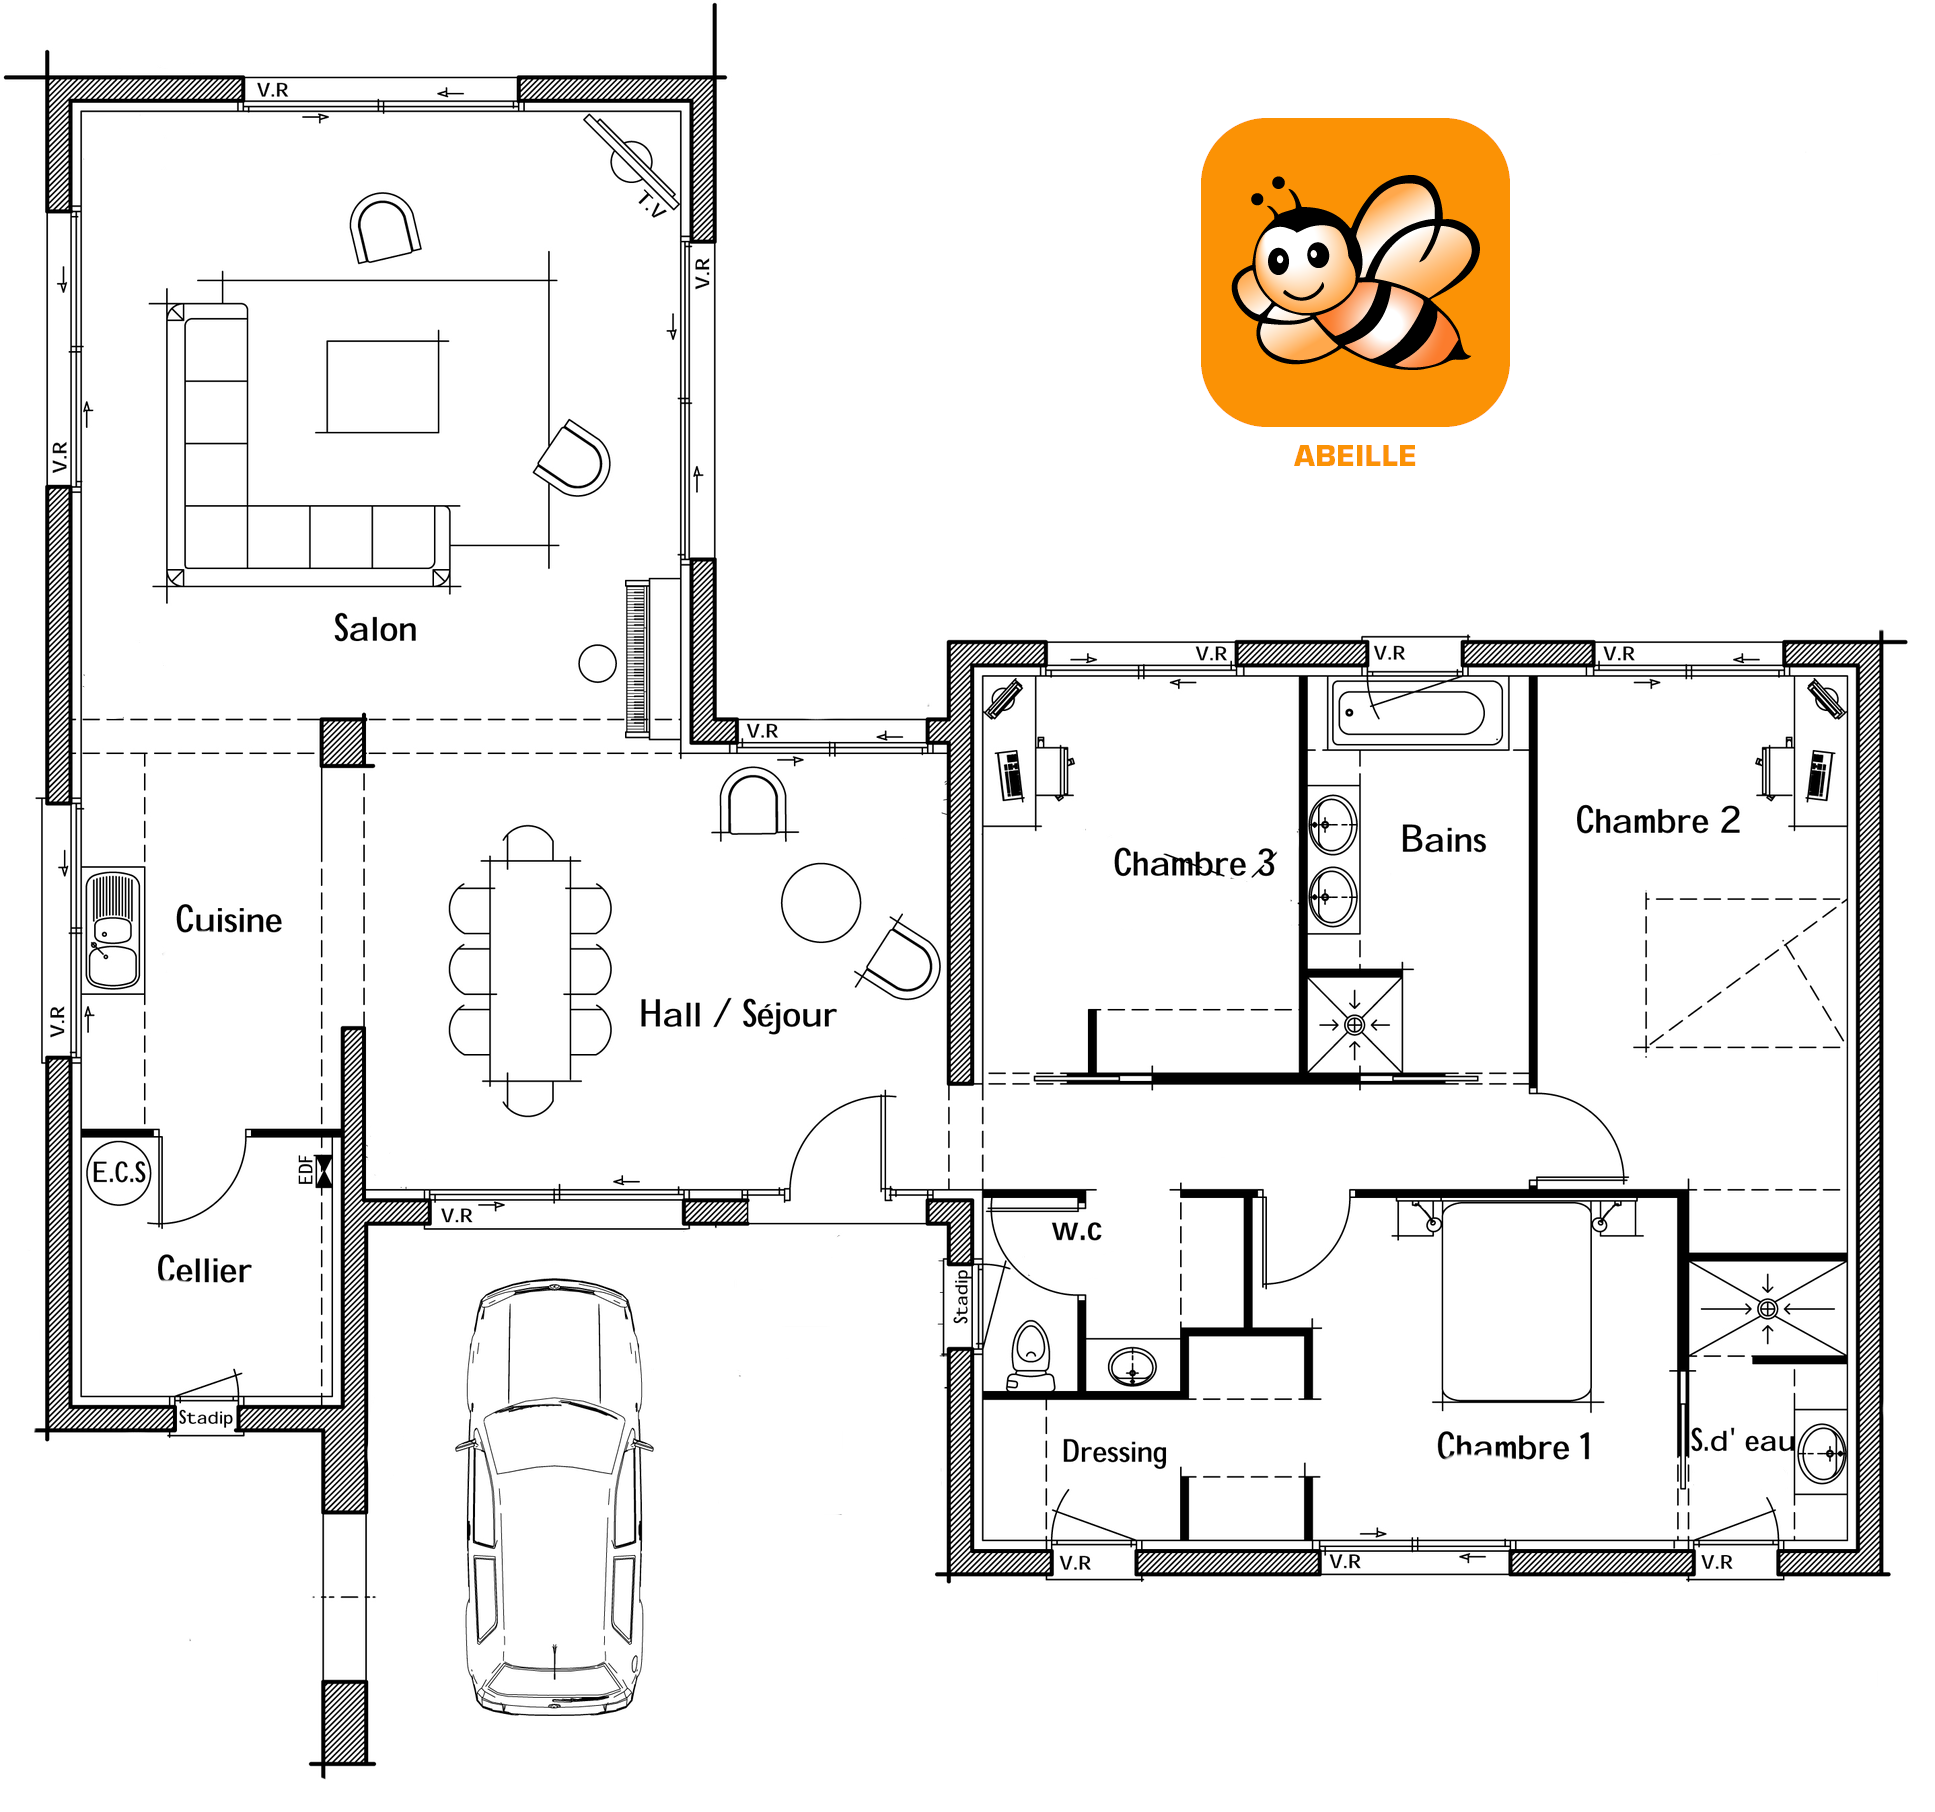 V.R
T.V
V.R
V.R
ABEILLE
Salon
V.R
V.R
V.R
V.R
Chambre 2
Chambre 3
Bains
Cuisine
Hall / Séjour
V.R
E.C.S
EDF
V.R
w.c
Cellier
Stadip
Stadip
Dressing
Chambre 1
S.d' eau
V.R
V.R
V.R